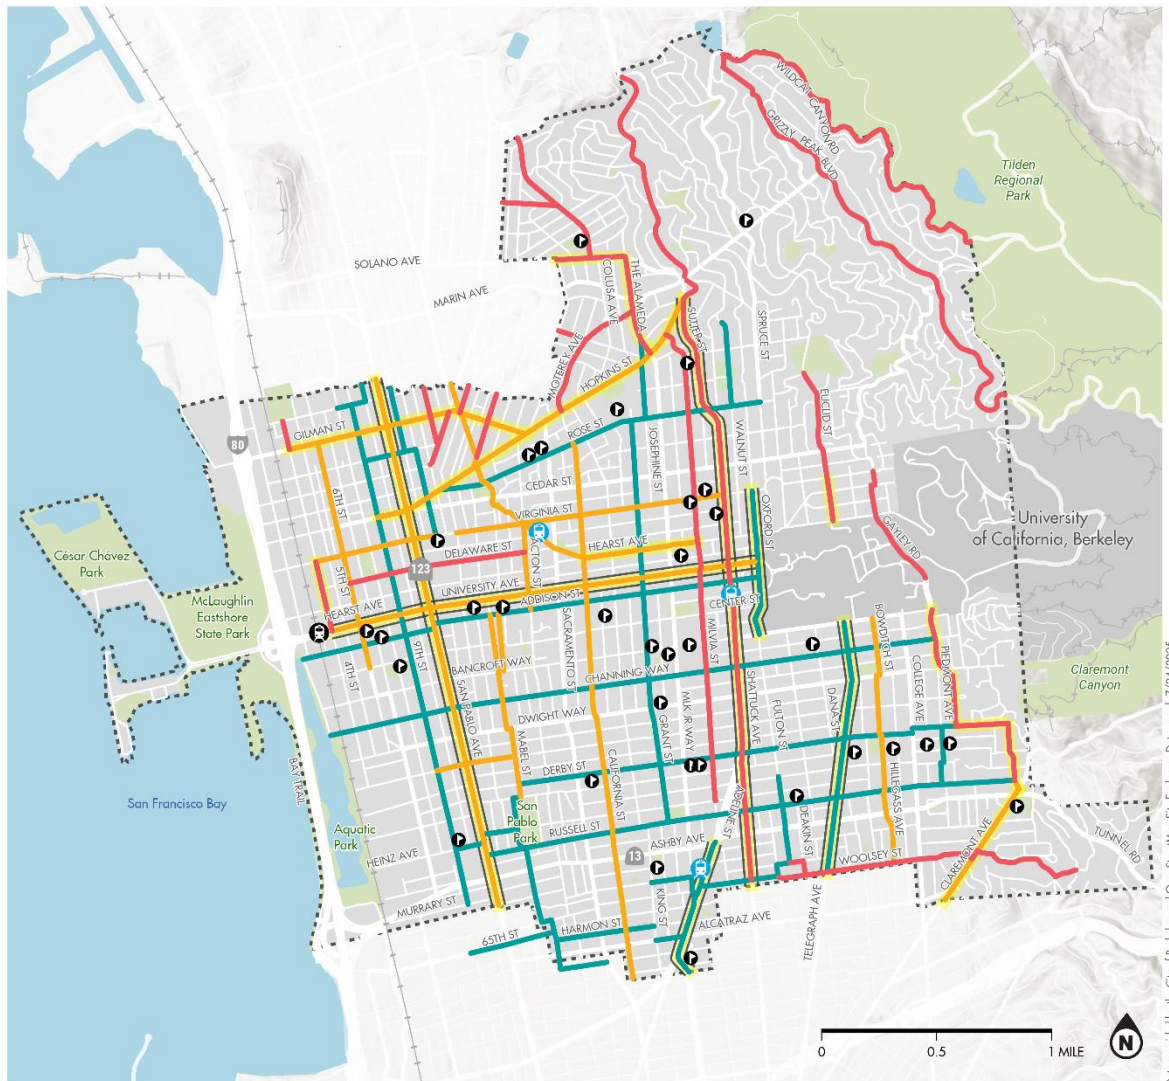 WILDCAT CANYON RD
GRIZZLY PEAK BLVD
Tilden
Regional
Park
SOLANO AVE
MARIN AVE
COLUSA AVE
THE ALAMEDA
SUTTER ST
SPRUCE ST
MOTEREY AVE
HOPKINS ST
EUCLID ST
GILMAN ST
80
ROSE ST
JOSEPHINE ST
WALNUT ST
CEDAR ST
6TH ST
VIRGINIA ST
OXFORD ST
GAYLEY RD
University
of California, Berkeley
César Chávez
Park
DELAWARE ST
HEARST AVE
ACTON ST
123
5TH ST
UNIVERSITY AVE
ADDISON ST
CENTER ST
HEARST AVE
McLaughlin
Eastshore
State Park
SACRAMENTO ST
MILVIA ST
BOWDITCH ST
PIEDMONT AVE
4TH ST
9TH ST
BANCROFT WAY
CHANNING WAY
COLLEGE AVE
Claremont
Canyon
SAN PABLO AVE
DWIGHT WAY
SHATTUCK AVE
FULTON ST
DANA ST
MABEL ST
GRANT ST
MLK JR WAY
DERBY ST
CALIFORNIA ST
HILLEGASS AVE
BAY TRAIL
San Francisco Bay
San
Pablo
Park
ADELINE ST
DEAKIN ST
RUSSELL ST
Aquatic
Park
ASHBY AVE
13
TUNNEL RD
HEINZ AVE
WOOLSEY ST
CLAREMONT AVE
MURRARY ST
KING ST
HARMON ST
ALCATRAZ AVE
65TH ST
TELEGRAPH AVE
0
0.5
1 MILE
N